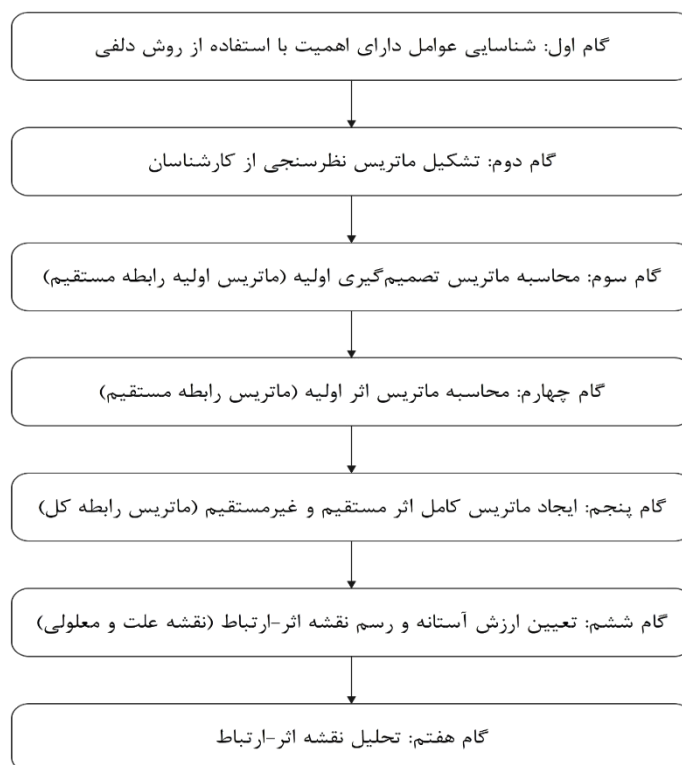 گام اول: شناسایی عوامل دارای اهمیت با استفاده از روش دلفی
گام دوم: تشکیل ماتریس نظرسنجی از کارشناسان
گام سوم: محاسبه ماتریس تصمیم‌گیری اولیه (ماتریس اولیه رابطه مستقیم)
گام چهارم: محاسبه ماتریس اثر اولیه (ماتریس رابطه مستقیم)
گام پنجم: ایجاد ماتریس کامل اثر مستقیم و غیرمستقیم (ماتریس رابطه کل)
گام ششم: تعیین ارزش آستانه و رسم نقشه اثر-ارتباط (نقشه علت و معلولی)
گام هفتم: تحلیل نقشه اثر-ارتباط